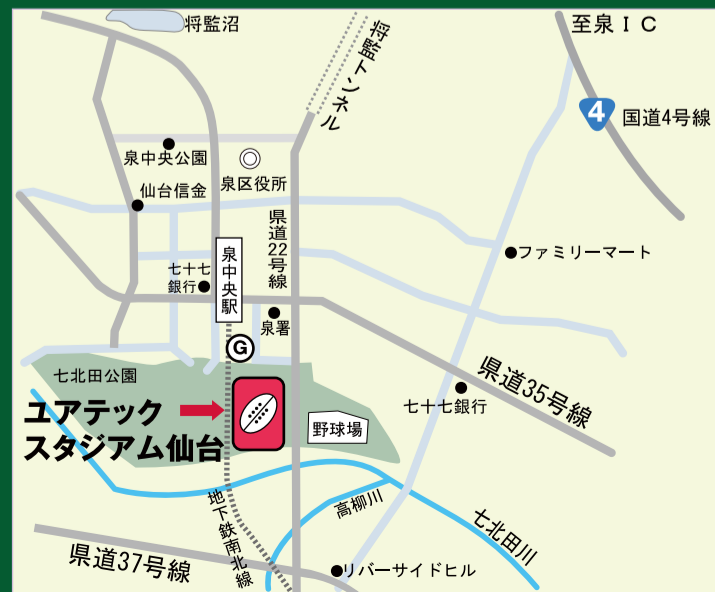 将監沼
至泉ＩＣ
将監トンネル
4
国道4号線
泉中央公園
泉区役所
仙台信金
県道22号線
ファミリーマート
泉中央駅
七十七
銀行
泉署
G
七北田公園
県道35号線
七十七銀行
ユアテック
スタジアム仙台
野球場
地下鉄南北線
高柳川
七北田川
県道37号線
リバーサイドヒル